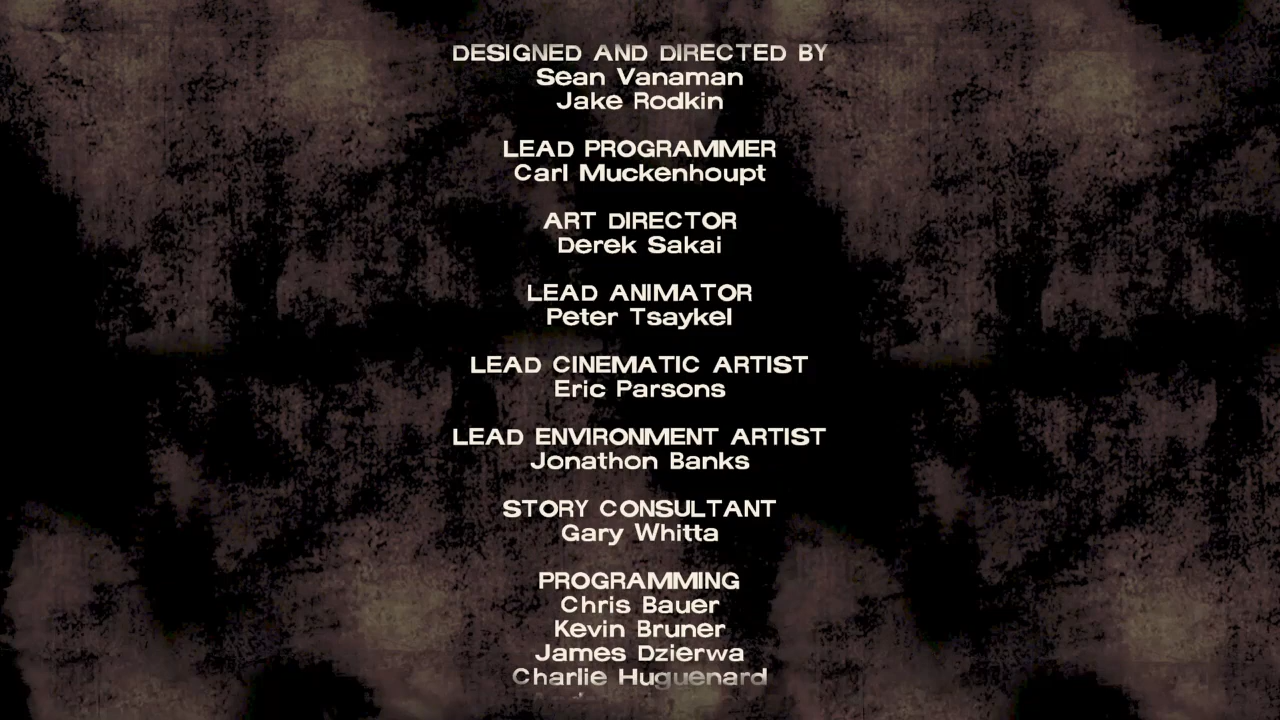 DESIGNED AND DIRECTED BY
Sean Vanaman
Jake Rodkin
LEAD PROGRAMMER
Carl Muckenhoupt
ART DIRECTOR
Derek Sakai
LEAD ANIMATOR
Peter Tsaykel
LEAD CINEMATIC ARTIST
Eric Parsons
LEAD ENVIRONMENT ARTIST
Jonathon Banks
STORY CONSULTANT
Gary Whitta
PROGRAMMING
Chris Bauer
Kevin Bruner
James Dzierwa
Charlie Huguenard